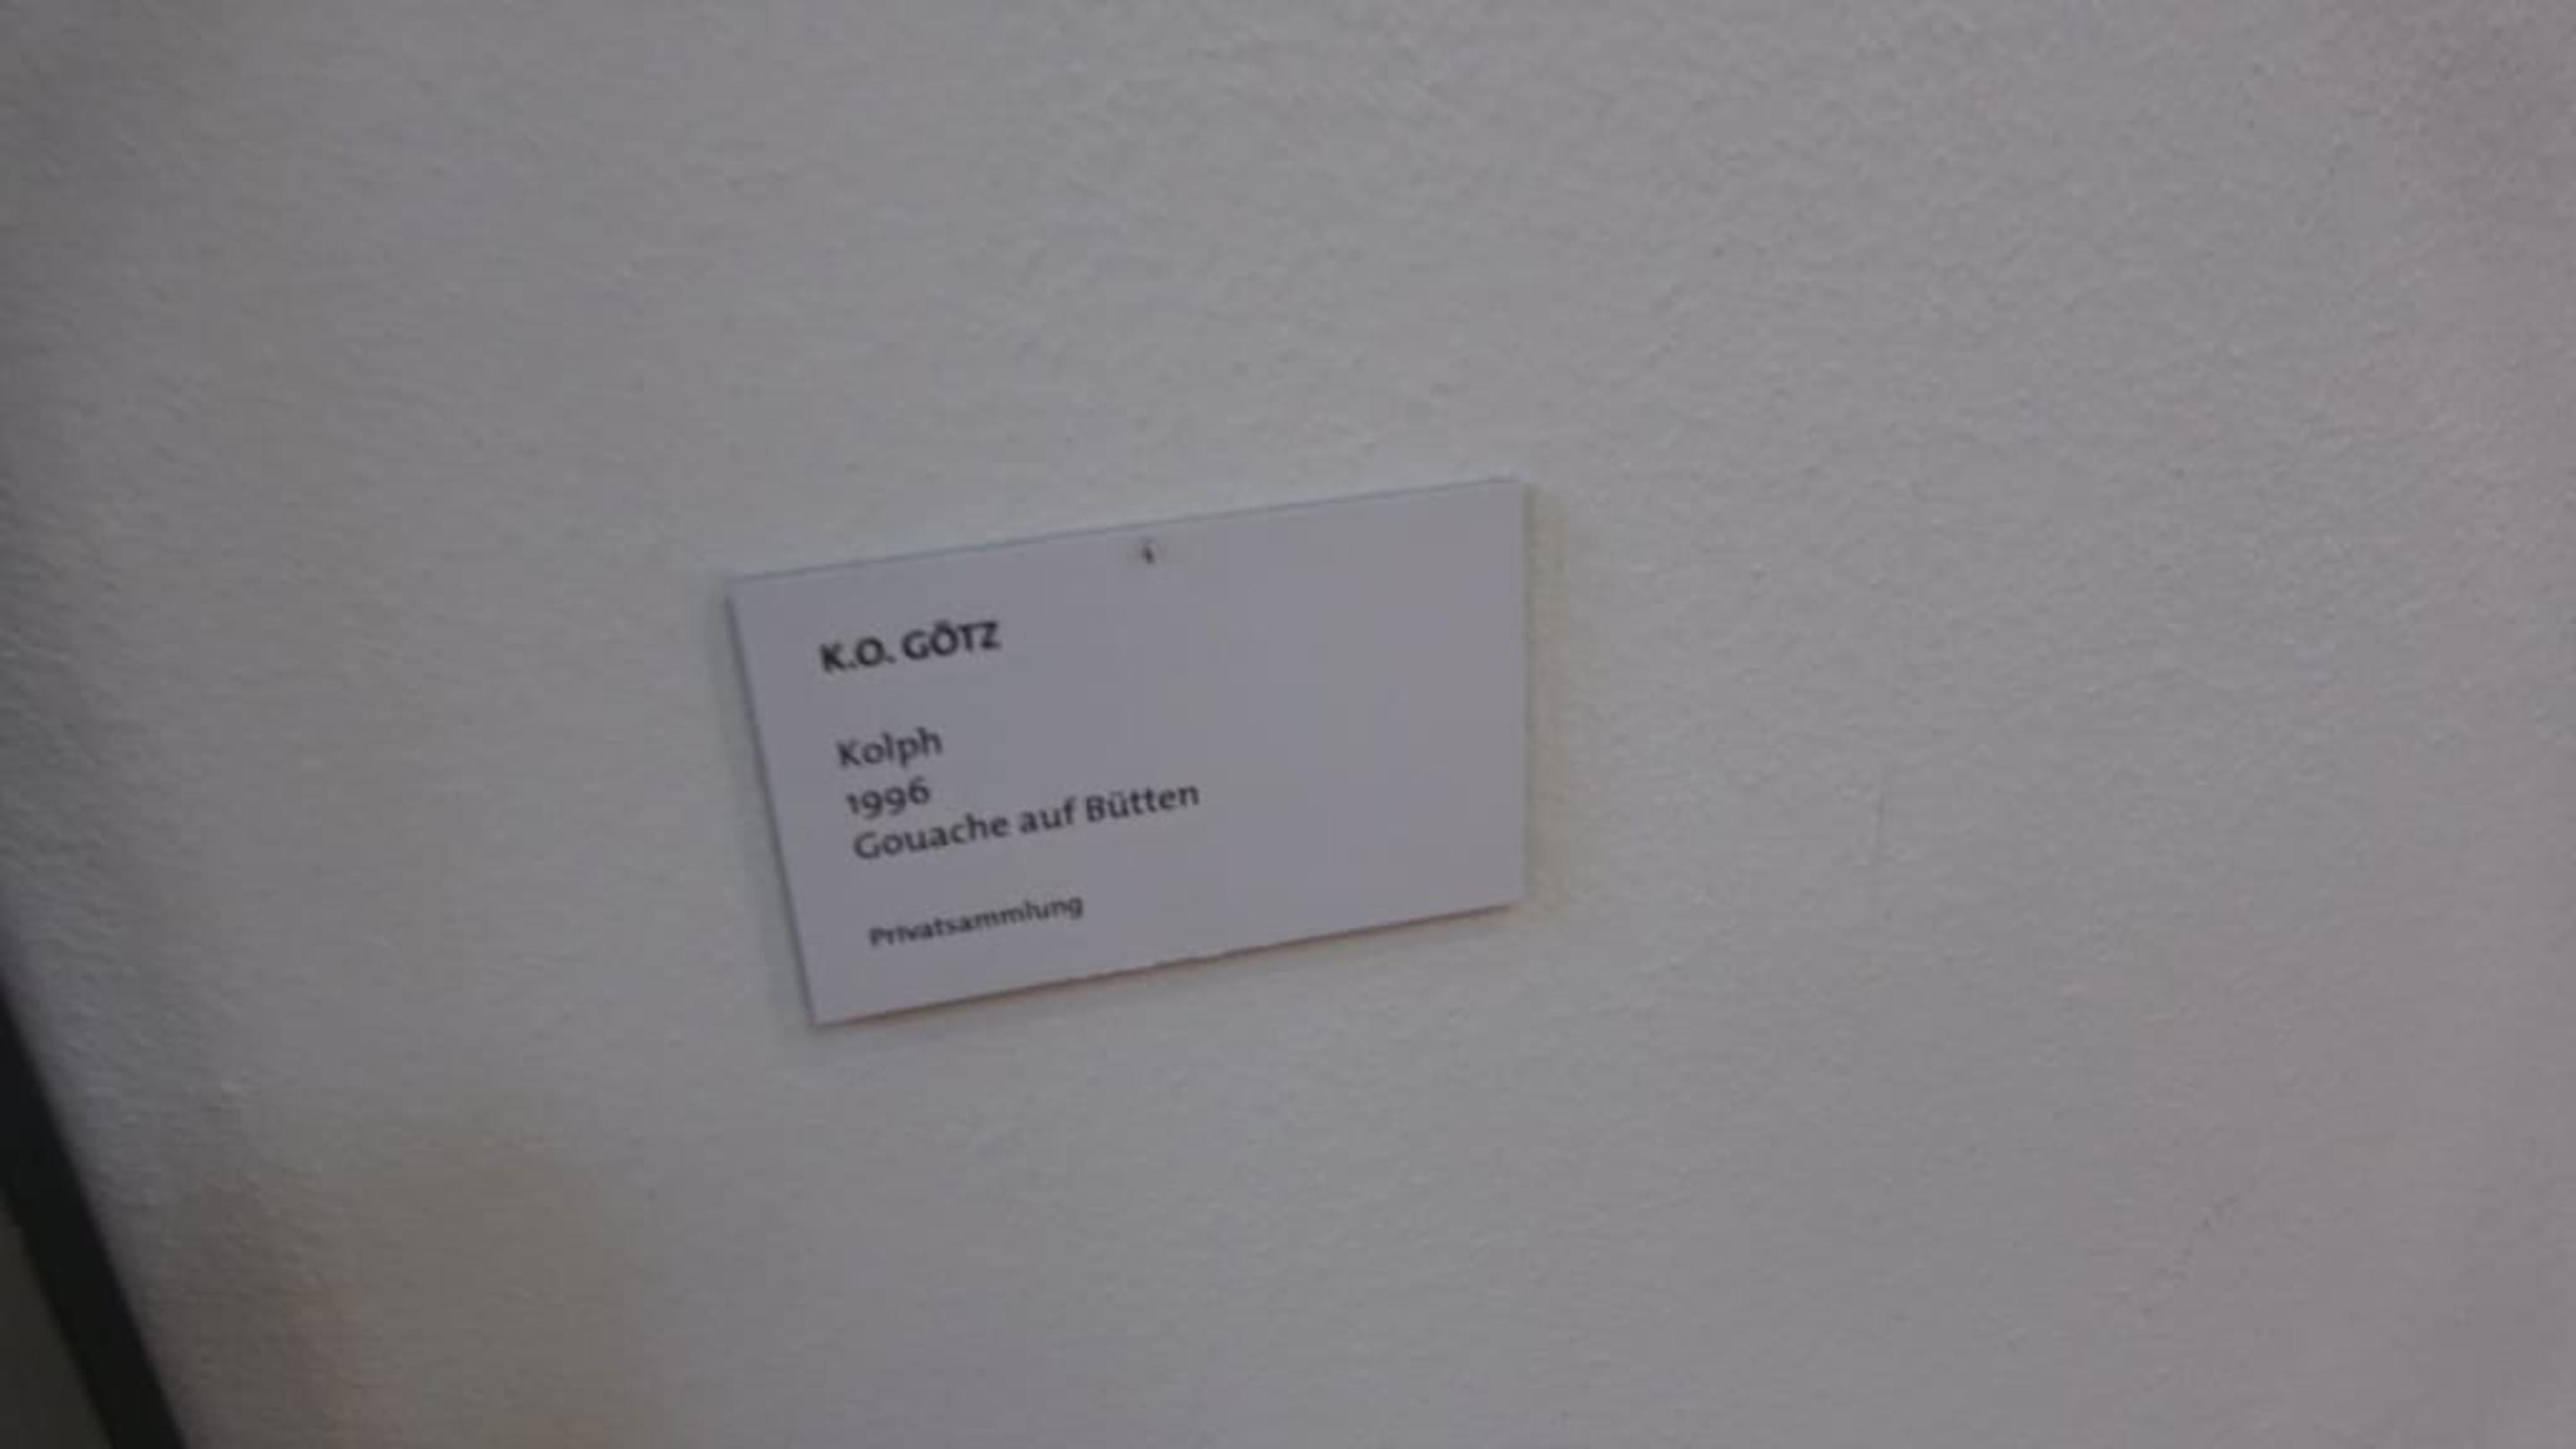 K.O. GÖTZ
Kolph
1996
Gouache auf Bütten
Privatsammlung